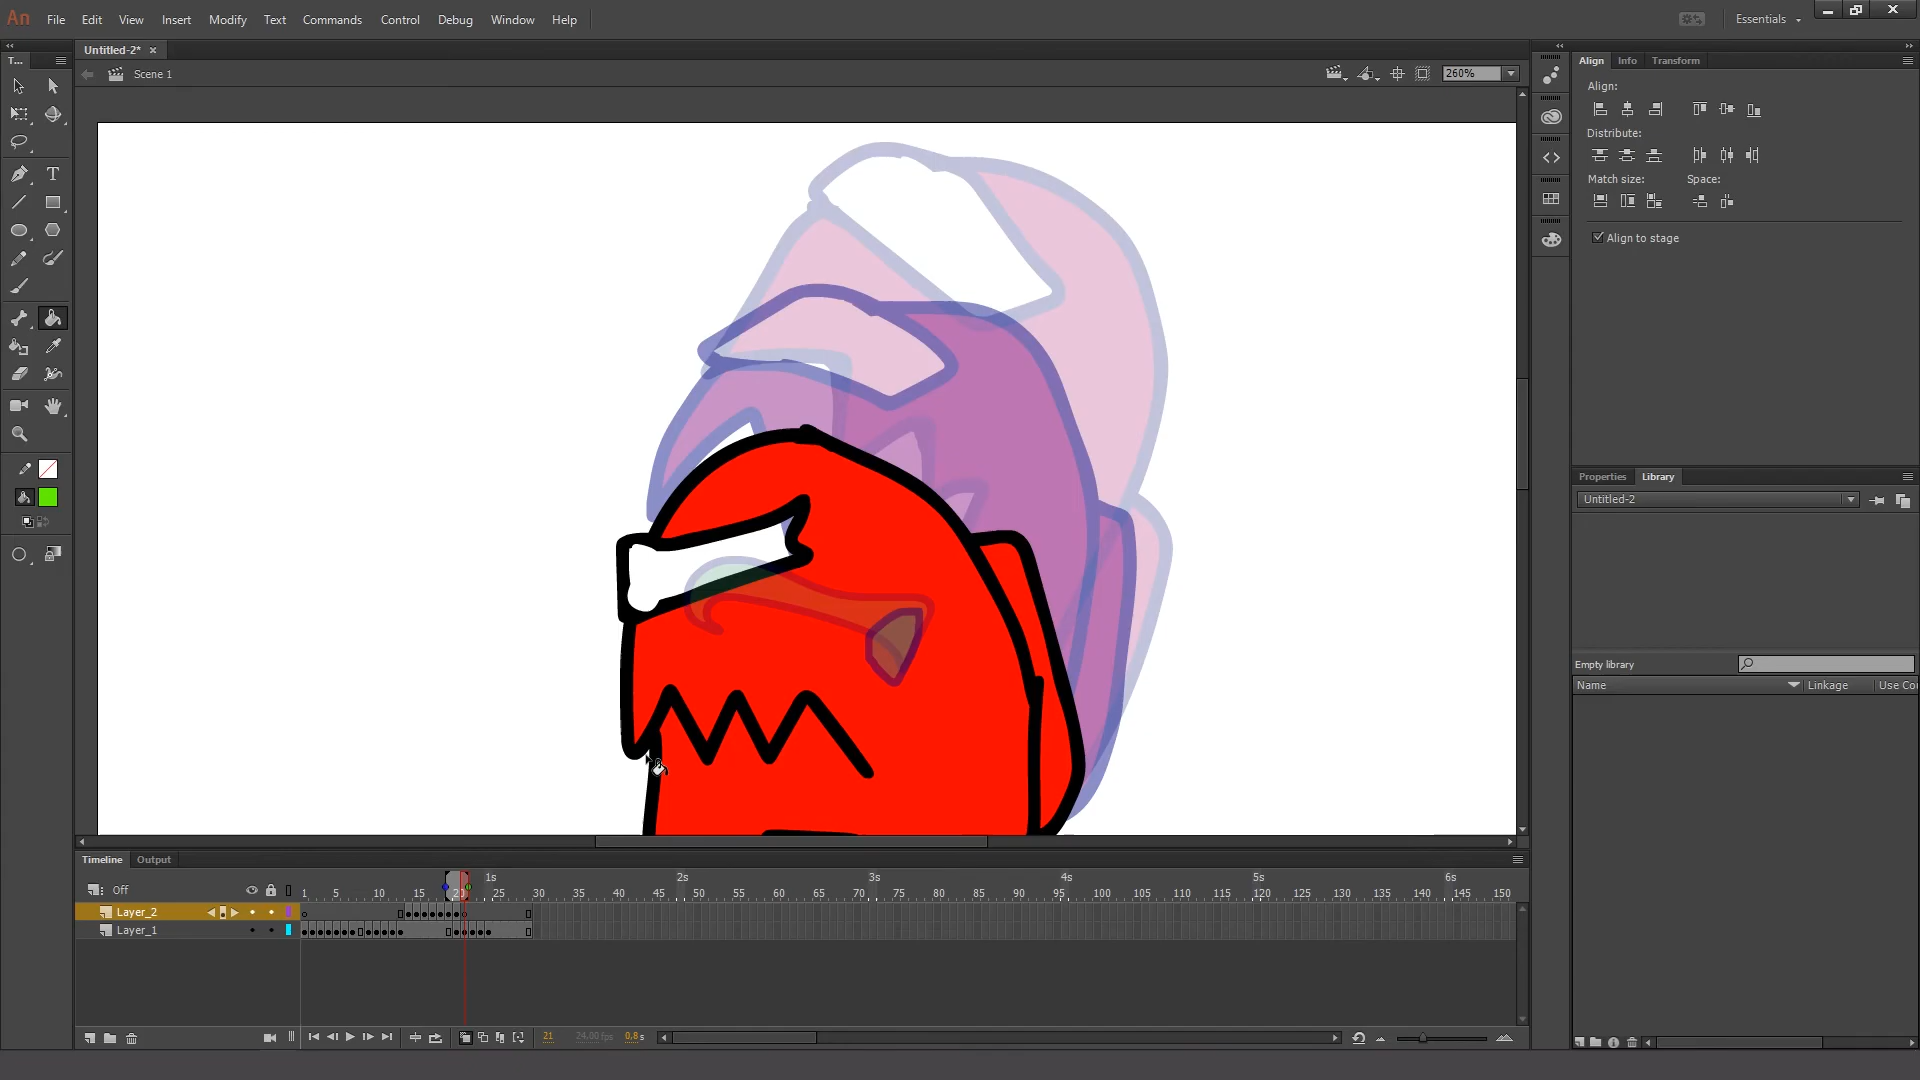 An File Edit View Insert Modify Text Commands Control Debug Window Help Essentials
Untitled-2*
T...
Scene 1 260%
Align Info Transform
Align:
Distribute:
Match size: Space:
Align to stage
Properties Library
Untitled-2
Empty library
Name Linkage Use Cou
Timeline Output
1s 2s 3s 4s 5s 6s
Off 1 5 10 15 25 30 35 40 45 50 55 60 65 70 75 80 85 90 95 100 105 110 115 120 125 130 135 140 145 150
Layer_2
Layer_1
21 24.00 fps 0.8 s